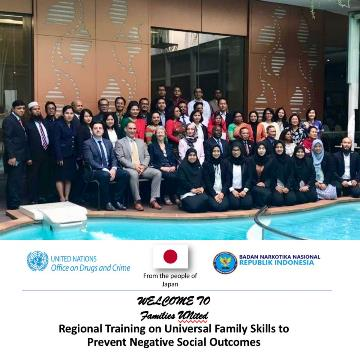 UNITED NATIONS
Office on Drugs and Crime
From the people of
Japan
BADAN NARKOTIKA NASIONAL
REPUBLIK INDONESIA
WELCOME TO
Families UNited
Regional Training on Universal Family Skills to
Prevent Negative Social Outcomes